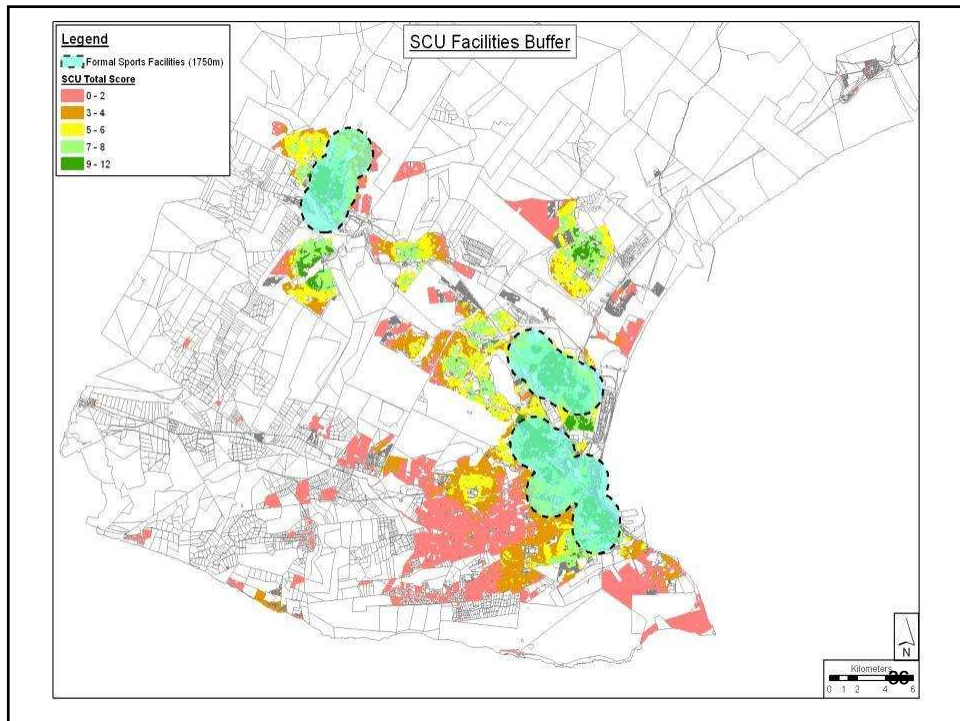 SCU Facilities Buffer
Legend
Formal Sports Facilities (1750m)
SCU Total Score
0 - 2
3 - 4
5 - 6
7 - 8
9 - 12
N
Kilometers
36
0 1 2 4 6